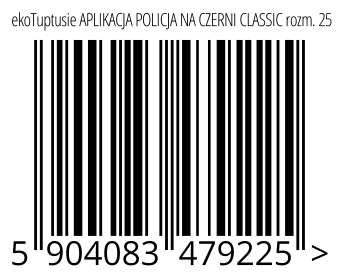 ekoTuptusie APLIKACJA POLICJA NA CZERNI CLASSIC rozm. 25
5 904083 479225 >